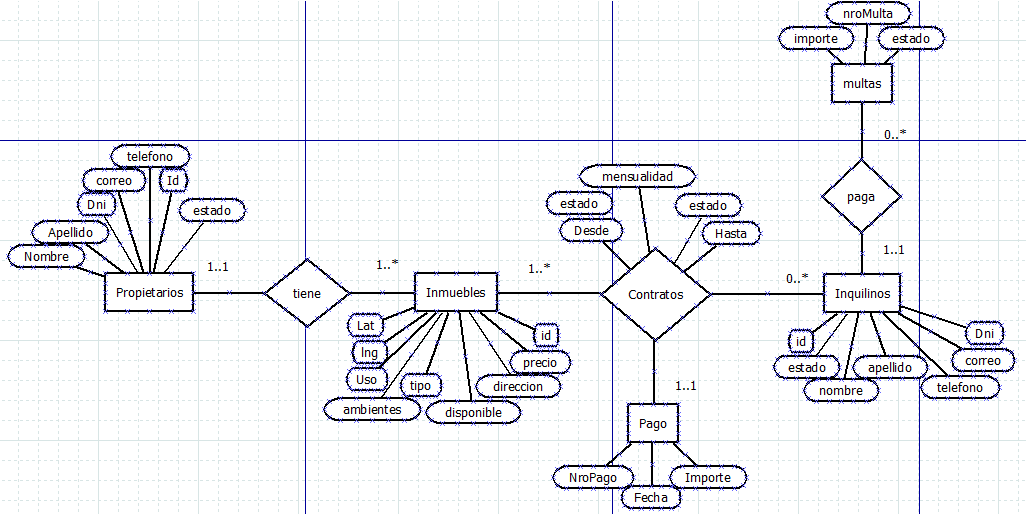 nroMulta
importe
estado
multas
0..*
paga
1..1
telefono
correo
Id
Dni
estado
Apellido
Nombre
Propietarios
1..1
tiene
1..*
Inmuebles
1..*
mensualidad
estado
estado
Desde
Hasta
Contratos
0..*
Inquilinos
Lat
lng
Uso
ambientes
tipo
disponible
direccion
precio
id
1..1
Pago
NroPago
Fecha
Importe
id
estado
nombre
apellido
telefono
correo
Dni